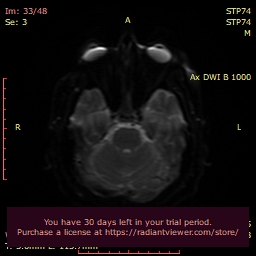 Im: 33/48
Se: 3
STP74
STP74
M
A
Ax DWI B 1000
R
L
You have 30 days left in your trial period.
Purchase a license at https://radiantviewer.com/store/